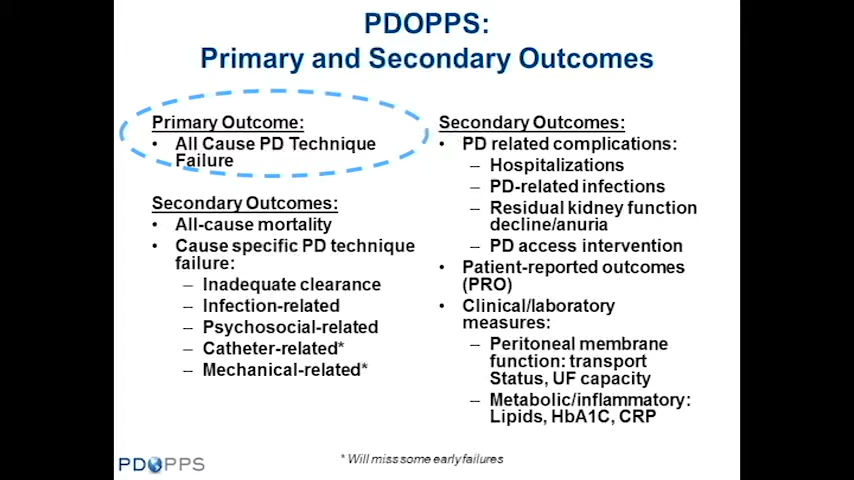 PDOPPS:
Primary and Secondary Outcomes
Primary Outcome:
• All Cause PD Technique
Failure
Secondary Outcomes:
• All-cause mortality
• Cause specific PD technique
failure:
– Inadequate clearance
– Infection-related
– Psychosocial-related
– Catheter-related*
– Mechanical-related*
Secondary Outcomes:
• PD related complications:
– Hospitalizations
– PD-related infections
– Residual kidney function
decline/anuria
– PD access intervention
• Patient-reported outcomes
(PRO)
• Clinical/laboratory
measures:
– Peritoneal membrane
function: transport
Status, UF capacity
– Metabolic/inflammatory:
Lipids, HbA1C, CRP
* Will miss some early failures
PDOPPS